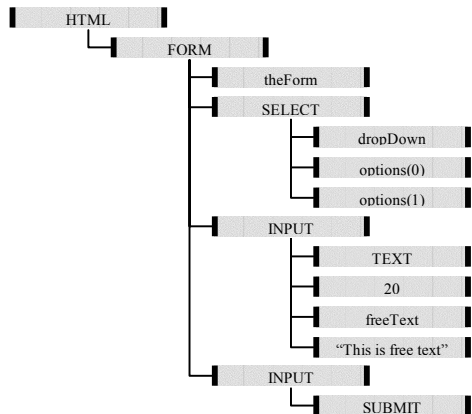 HTML
FORM
theForm
SELECT
dropDown
options(0)
options(1)
INPUT
TEXT
20
freeText
“This is free text”
INPUT
SUBMIT